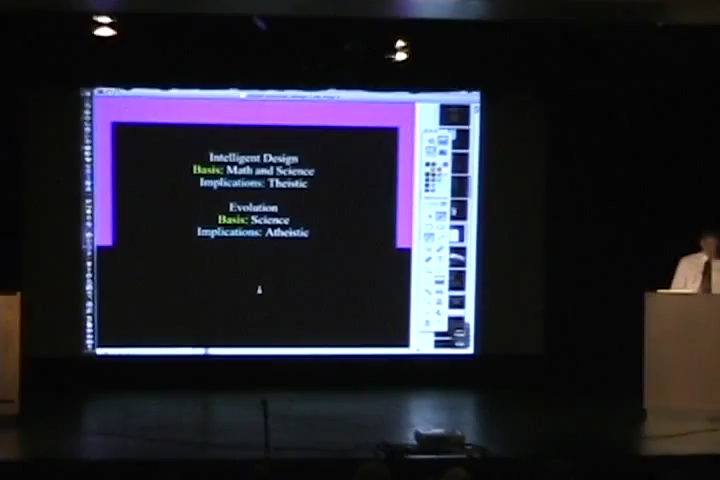 Intelligent Design
Basis: Math and Science
Implications: Theistic
Evolution
Basis: Science
Implications: Atheistic